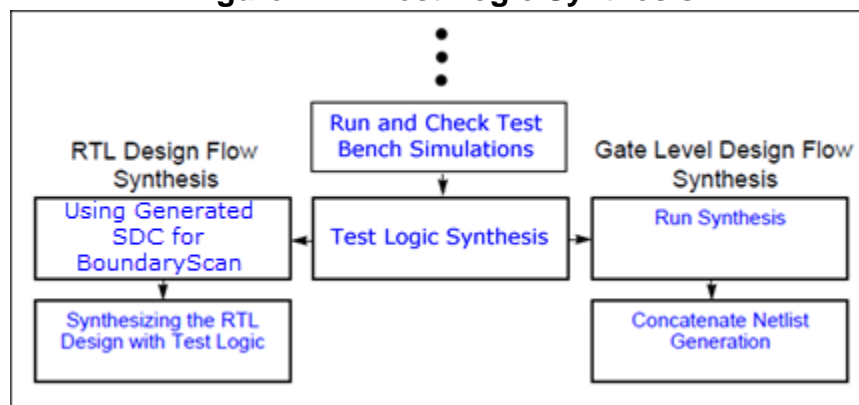 Run and Check Test
Bench Simulations
RTL Design Flow
Synthesis
Gate Level Design Flow
Synthesis
Using Generated
SDC for
BoundaryScan
Test Logic Synthesis
Run Synthesis
Synthesizing the RTL
Design with Test Logic
Concatenate Netlist
Generation